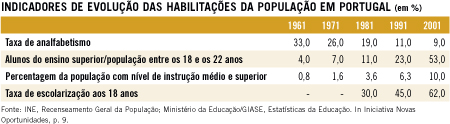 INDICADORES DE EVOLUÇÃO DAS HABILITAÇÕES DA POPULAÇÃO EM PORTUGAL (em %)
1961 1971 1981 1991 2001
Taxa de analfabetismo 33,0 26,0 19,0 11,0 9,0
Alunos do ensino superior/população entre os 18 e os 22 anos 4,0 7,0 11,0 23,0 53,0
Percentagem da população com nível de instrução médio e superior 0,8 1,6 3,6 6,3 10,0
Taxa de escolarização aos 18 anos - - 30,0 45,0 62,0
Fonte: INE, Recenseamento Geral da População; Ministério da Educação/GIASE, Estatísticas da Educação. In Iniciativa Novas
Oportunidades, p. 9.